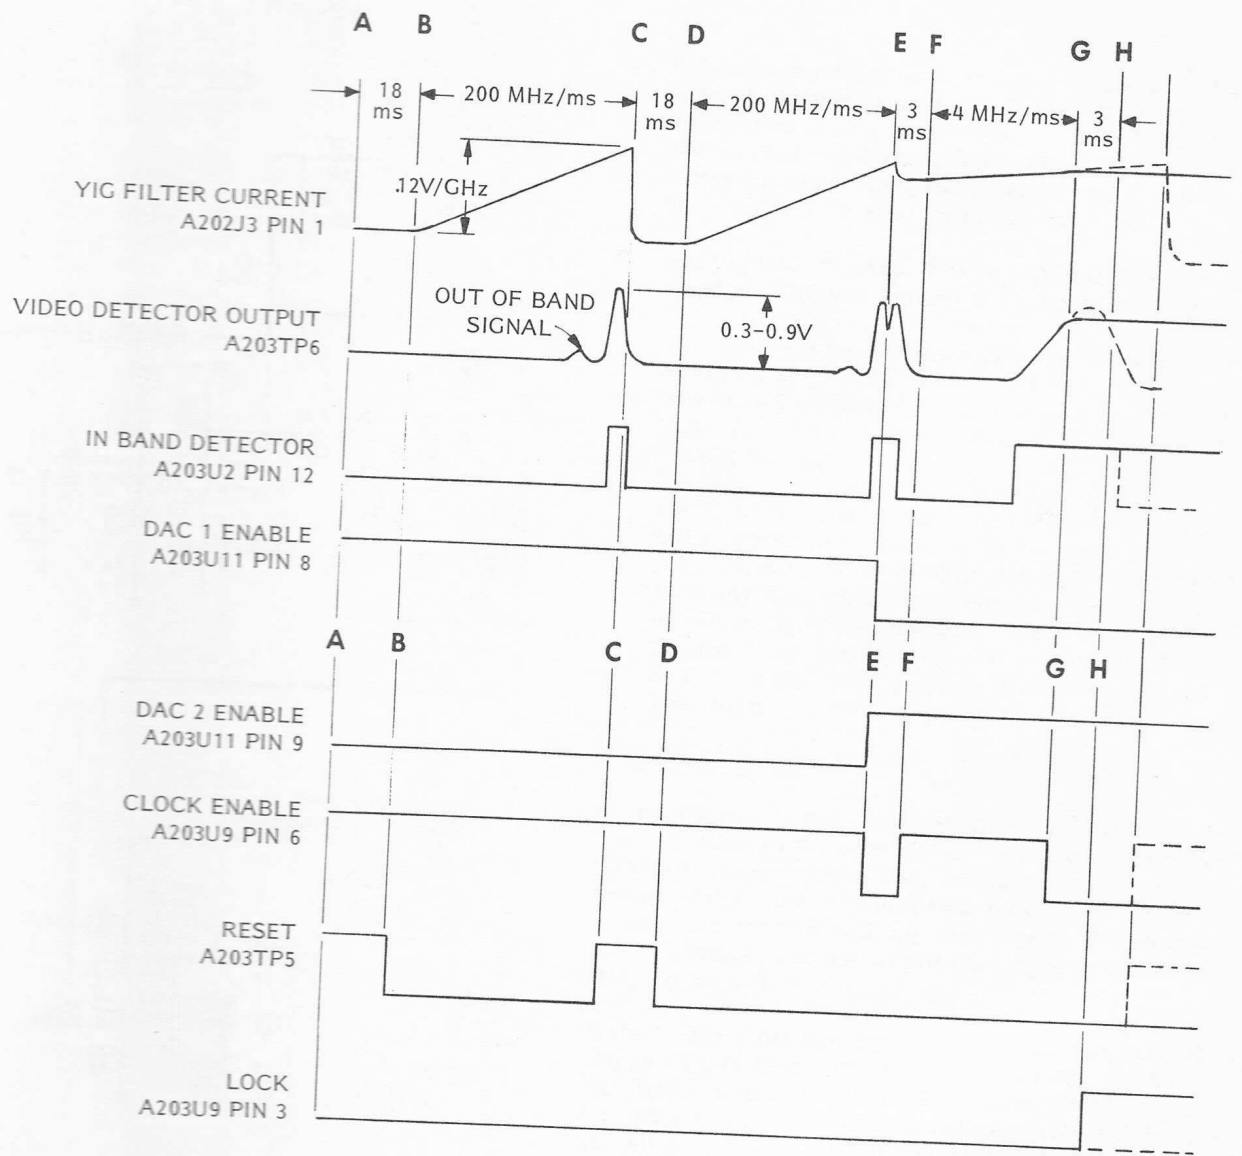 A B C D E F G H
18 ms 200 MHz/ms 18 ms 200 MHz/ms 3 ms 4 MHz/ms 3 ms
.12V/GHz
YIG FILTER CURRENT
A202J3 PIN 1
OUT OF BAND
SIGNAL
0.3-0.9V
VIDEO DETECTOR OUTPUT
A203TP6
IN BAND DETECTOR
A203U2 PIN 12
DAC 1 ENABLE
A203U11 PIN 8
A B C D E F G H
DAC 2 ENABLE
A203U11 PIN 9
CLOCK ENABLE
A203U9 PIN 6
RESET
A203TP5
LOCK
A203U9 PIN 3